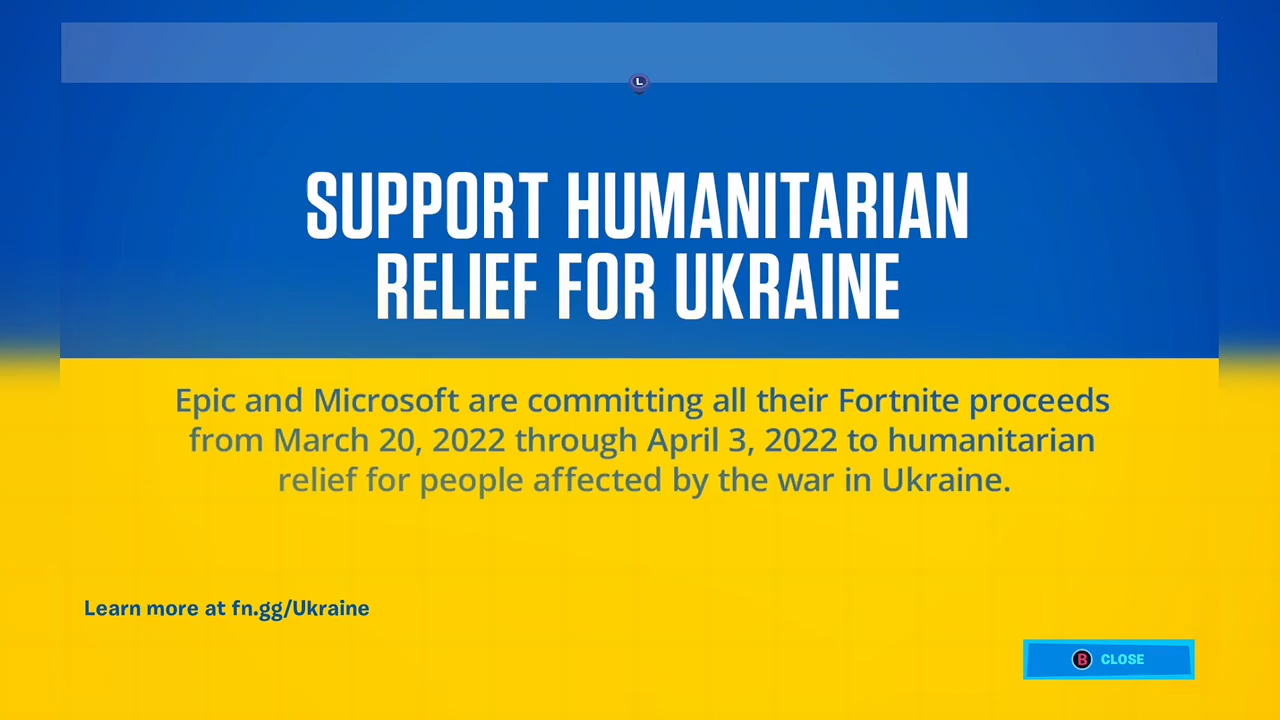 L
SUPPORT HUMANITARIAN
RELIEF FOR UKRAINE
Epic and Microsoft are committing all their Fortnite proceeds
from March 20, 2022 through April 3, 2022 to humanitarian
relief for people affected by the war in Ukraine.
Learn more at fn.gg/Ukraine
B CLOSE